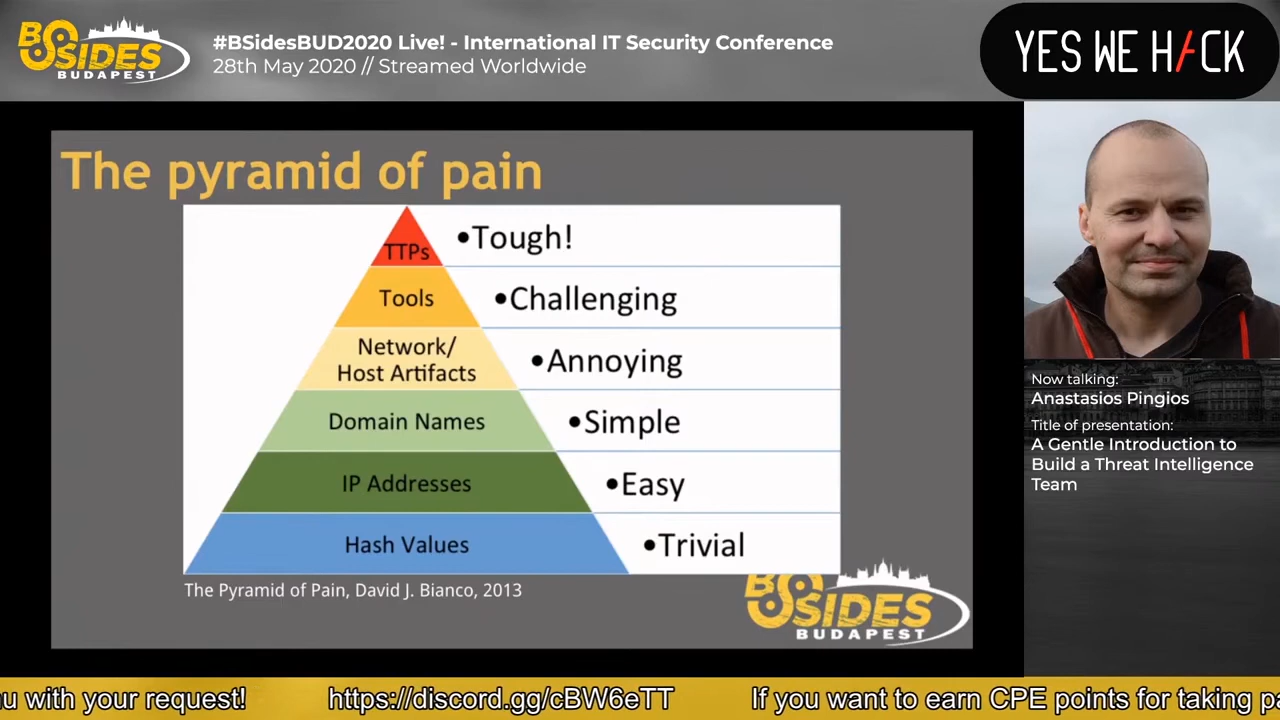 BSIDES
BUDAPEST
#BSidesBUD2020 Live! - International IT Security Conference
28th May 2020 // Streamed Worldwide
YES WE H/CK
The pyramid of pain
TTPs
•Tough!
Tools
•Challenging
Network/
Host Artifacts
•Annoying
Domain Names
•Simple
IP Addresses
•Easy
Hash Values
•Trivial
The Pyramid of Pain, David J. Bianco, 2013
BSIDES
BUDAPEST
Now talking:
Anastasios Pingios
Title of presentation:
A Gentle Introduction to
Build a Threat Intelligence
Team
with your request! https://discord.gg/cBW6eTT If you want to earn CPE points for taking